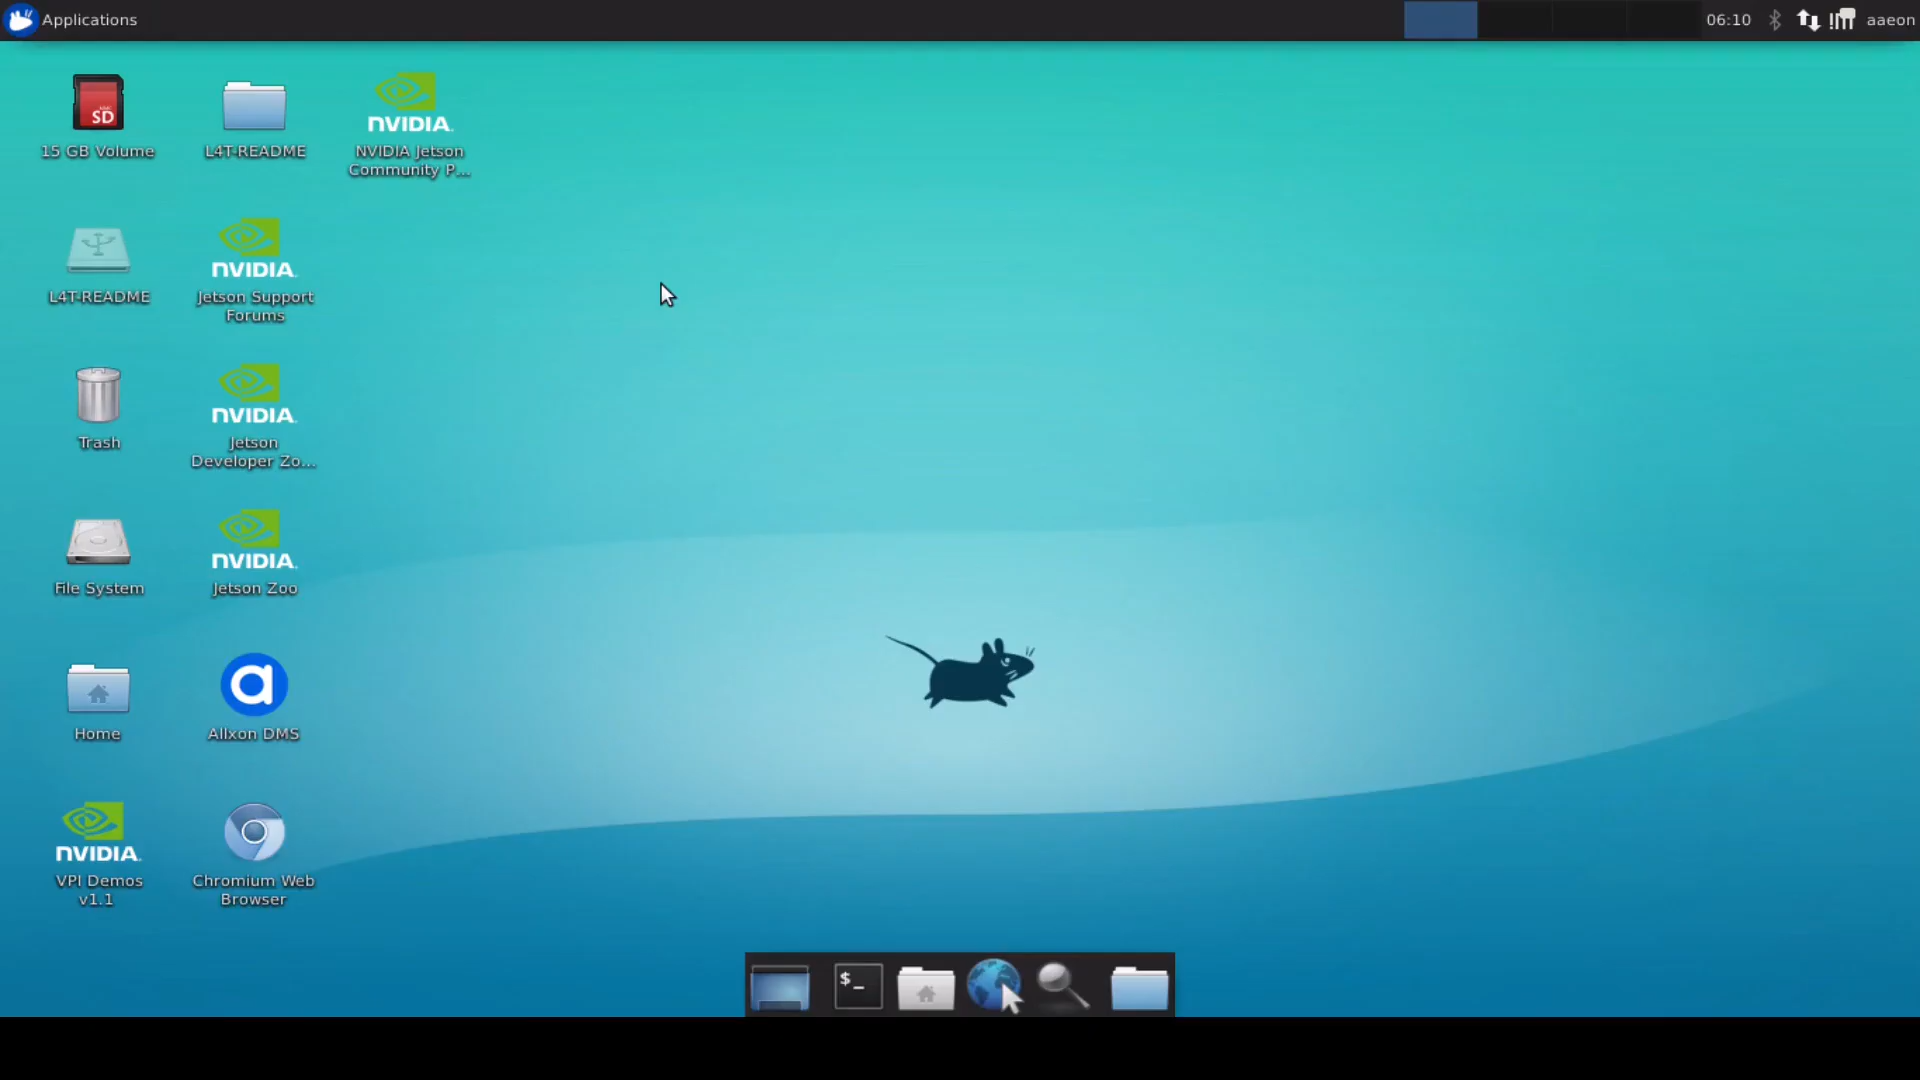 Applications
06:10
aaeon
SD
15 GB Volume
L4T-README
NVIDIA.
NVIDIA Jetson
Community P...
L4T-README
NVIDIA.
Jetson Support
Forums
Trash
NVIDIA.
Jetson
Developer Zo...
File System
NVIDIA.
Jetson Zoo
Home
a
Allxon DMS
NVIDIA.
VPI Demos
v1.1
Chromium Web
Browser
$_